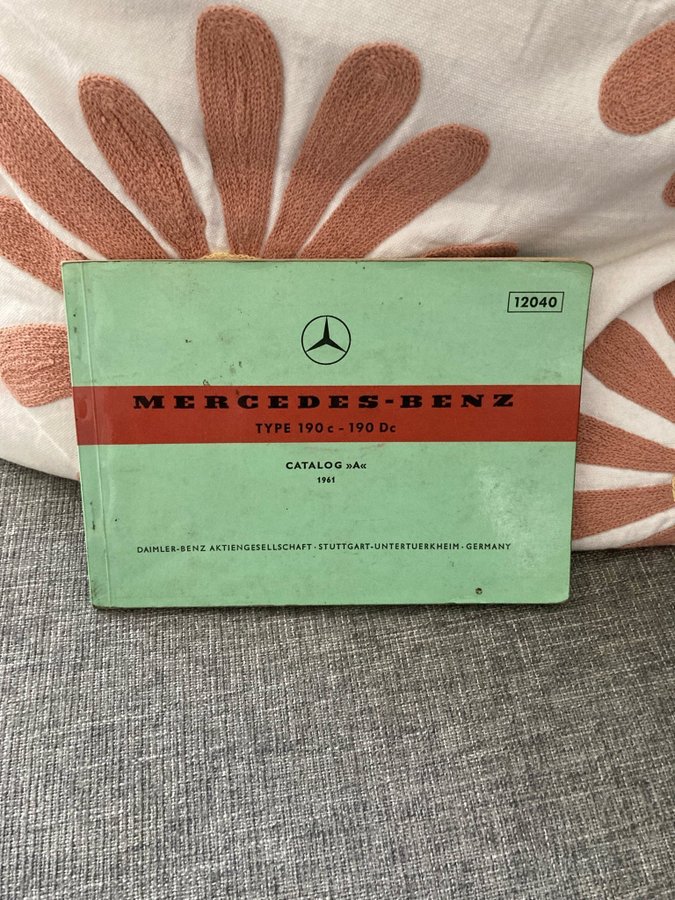 12040
MERCEDES-BENZ
TYPE 190 c - 190 Dc
CATALOG »A«
1961
DAIMLER-BENZ AKTIENGESELLSCHAFT · STUTTGART-UNTERTUERKHEIM · GERMANY